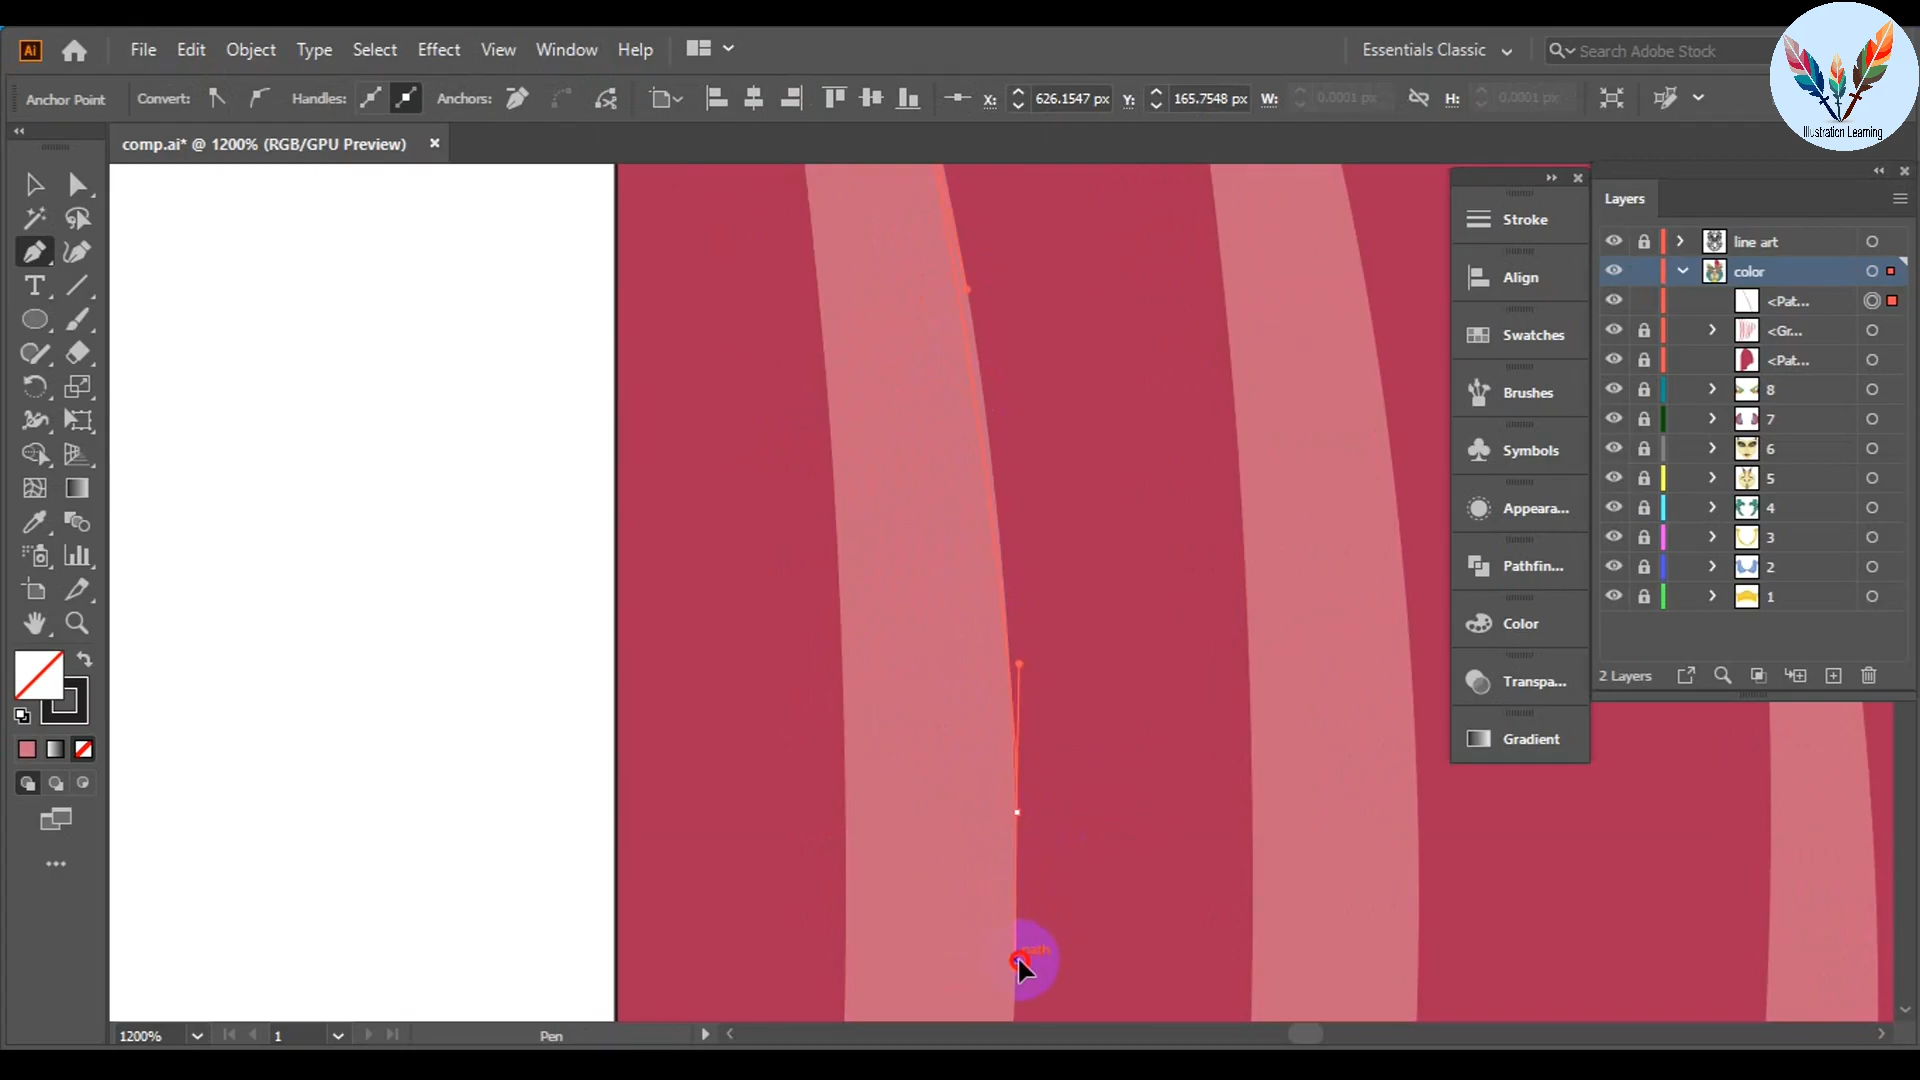 Ai File Edit Object Type Select Effect View Window Help Essentials Classic Search Adobe Stock
Anchor Point Convert: Handles: Anchors: X: 626.1547 px Y: 165.7548 px W: 0.0001 px H: 0.0001 px
Illustration Learning
comp.ai* @ 1200% (RGB/GPU Preview)
Stroke
Align
Swatches
Brushes
Symbols
Appeara...
Pathfin...
Color
Transpa...
Gradient
Layers
line art
color
<Pat...
<Gr...
<Pat...
8
7
6
5
4
3
2
1
2 Layers
path
1200% 1 Pen